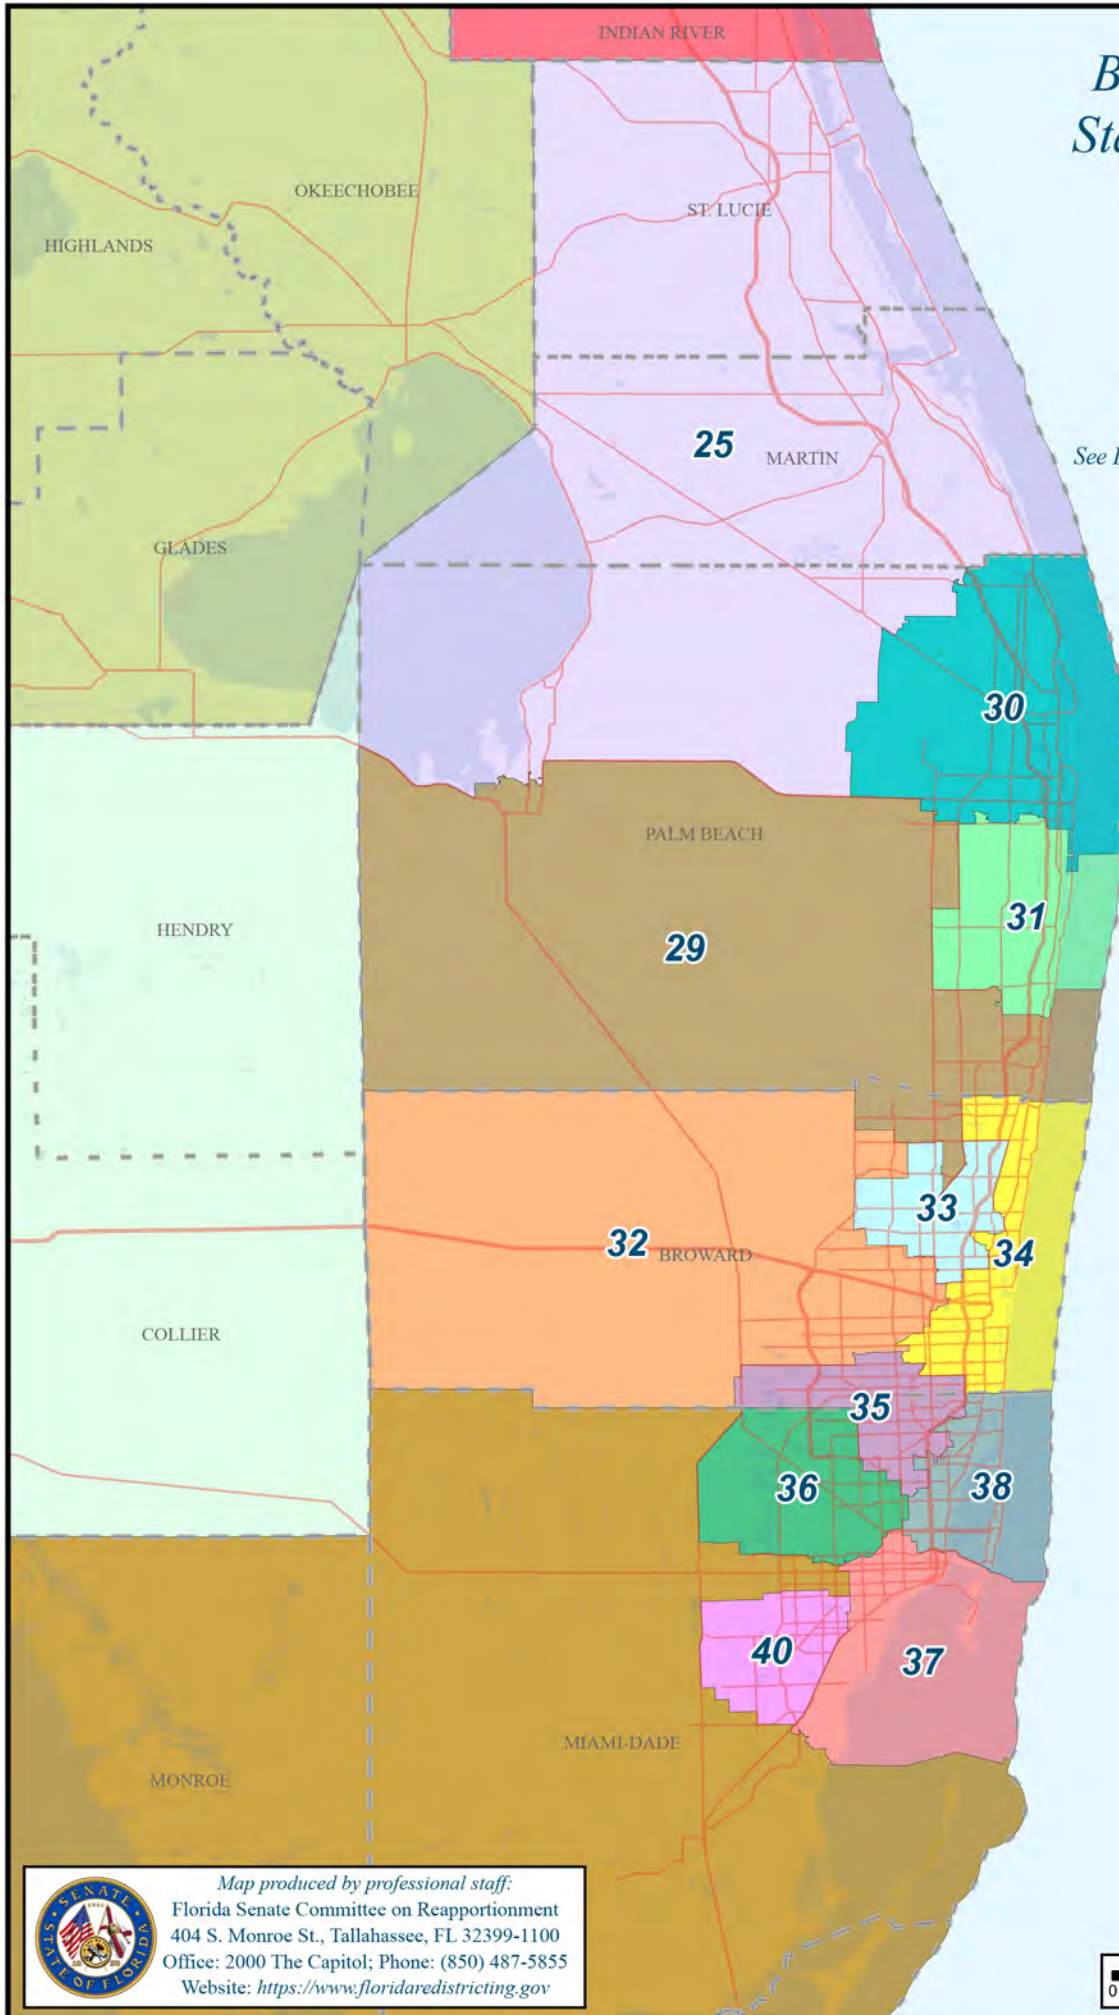 INDIAN RIVER
B
Sta
OKEECHOBEE
ST. LUCIE
HIGHLANDS
25
MARTIN
See I
GLADES
30
PALM BEACH
31
HENDRY
29
33
32
BROWARD
34
COLLIER
35
36
38
40
37
MIAMI-DADE
MONROE
Map produced by professional staff:
Florida Senate Committee on Reapportionment
404 S. Monroe St., Tallahassee, FL 32399-1100
Office: 2000 The Capitol; Phone: (850) 487-5855
Website: https://www.floridaredistricting.gov
SENATE
STATE OF FLORIDA
0